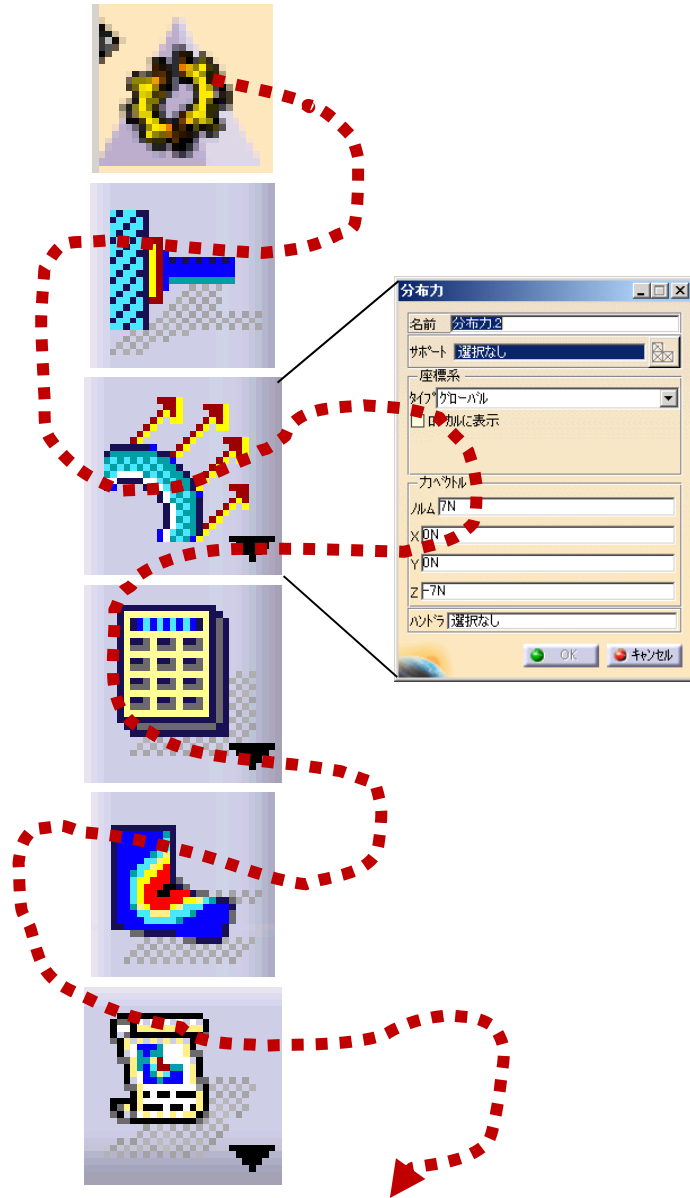 分布力
名前 分布力.2
サポート 選択なし
座標系
タイプ グローバル
ローカルに表示
力ベクトル
ノルム 7N
X 0N
Y 0N
Z -7N
ハンドラ 選択なし
OK キャンセル